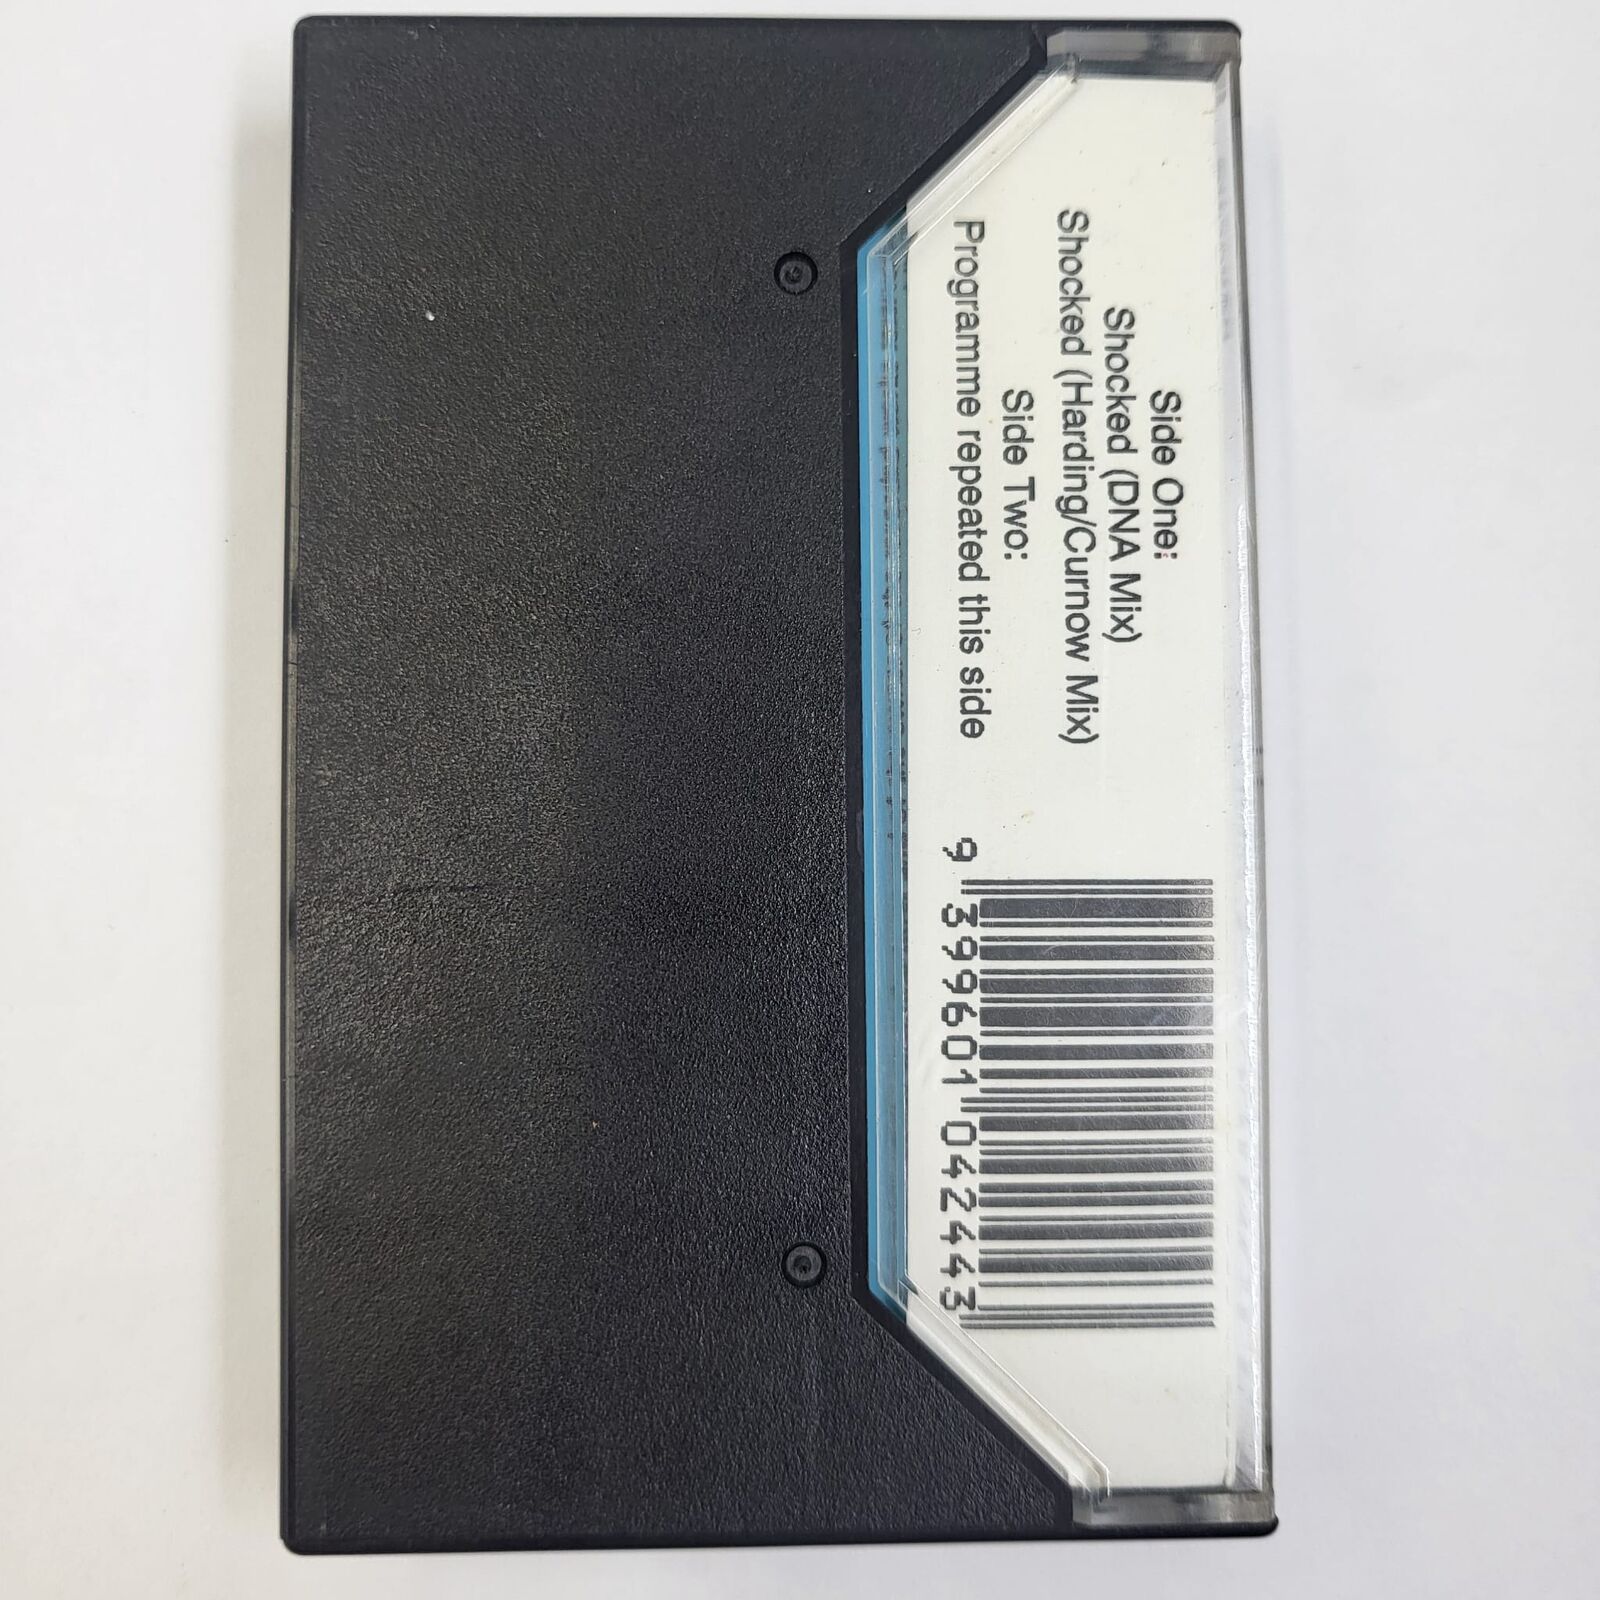 Side One:
Shocked (DNA Mix)
Shocked (Harding/Curnow Mix)
Side Two:
Programme repeated this side
9 399601 042443